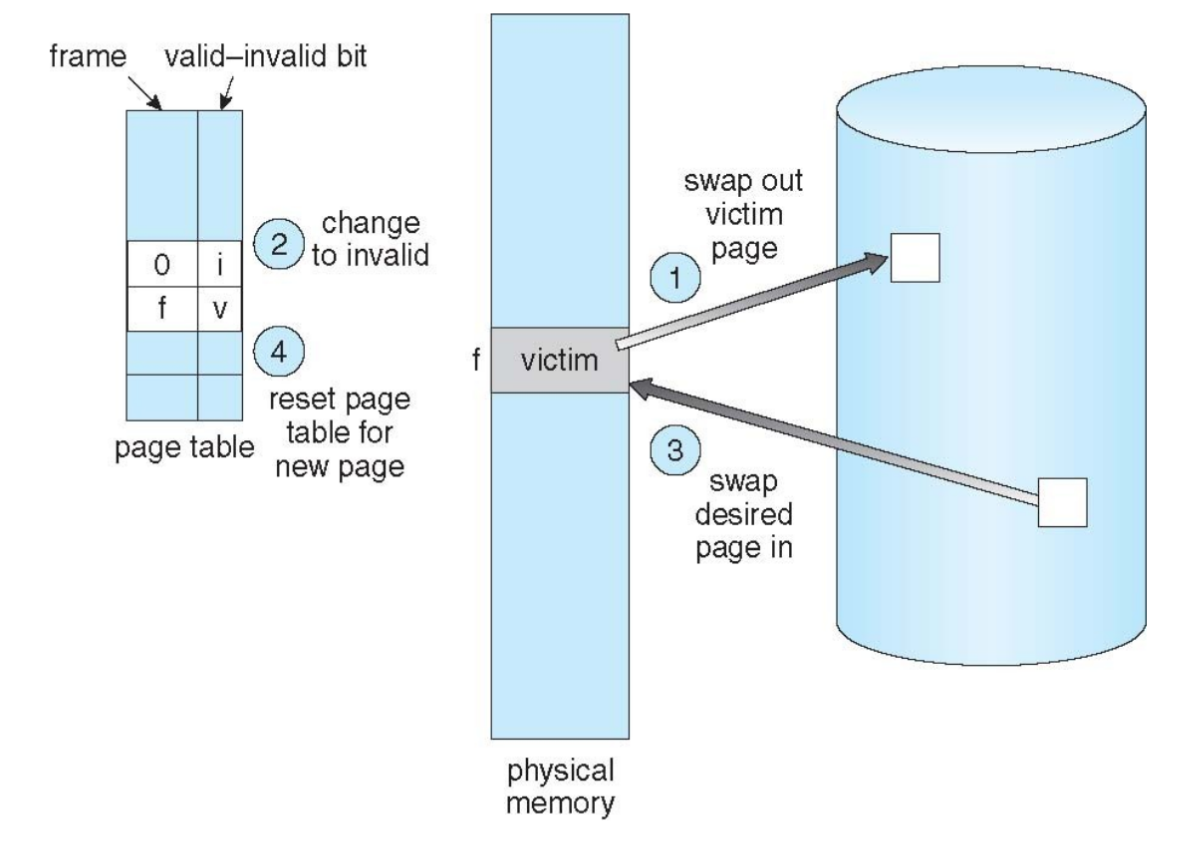 frame
valid–invalid bit
0 i
f v
2
change
to invalid
4
reset page
table for
new page
page table
f
victim
physical
memory
swap out
victim
page
1
3
swap
desired
page in